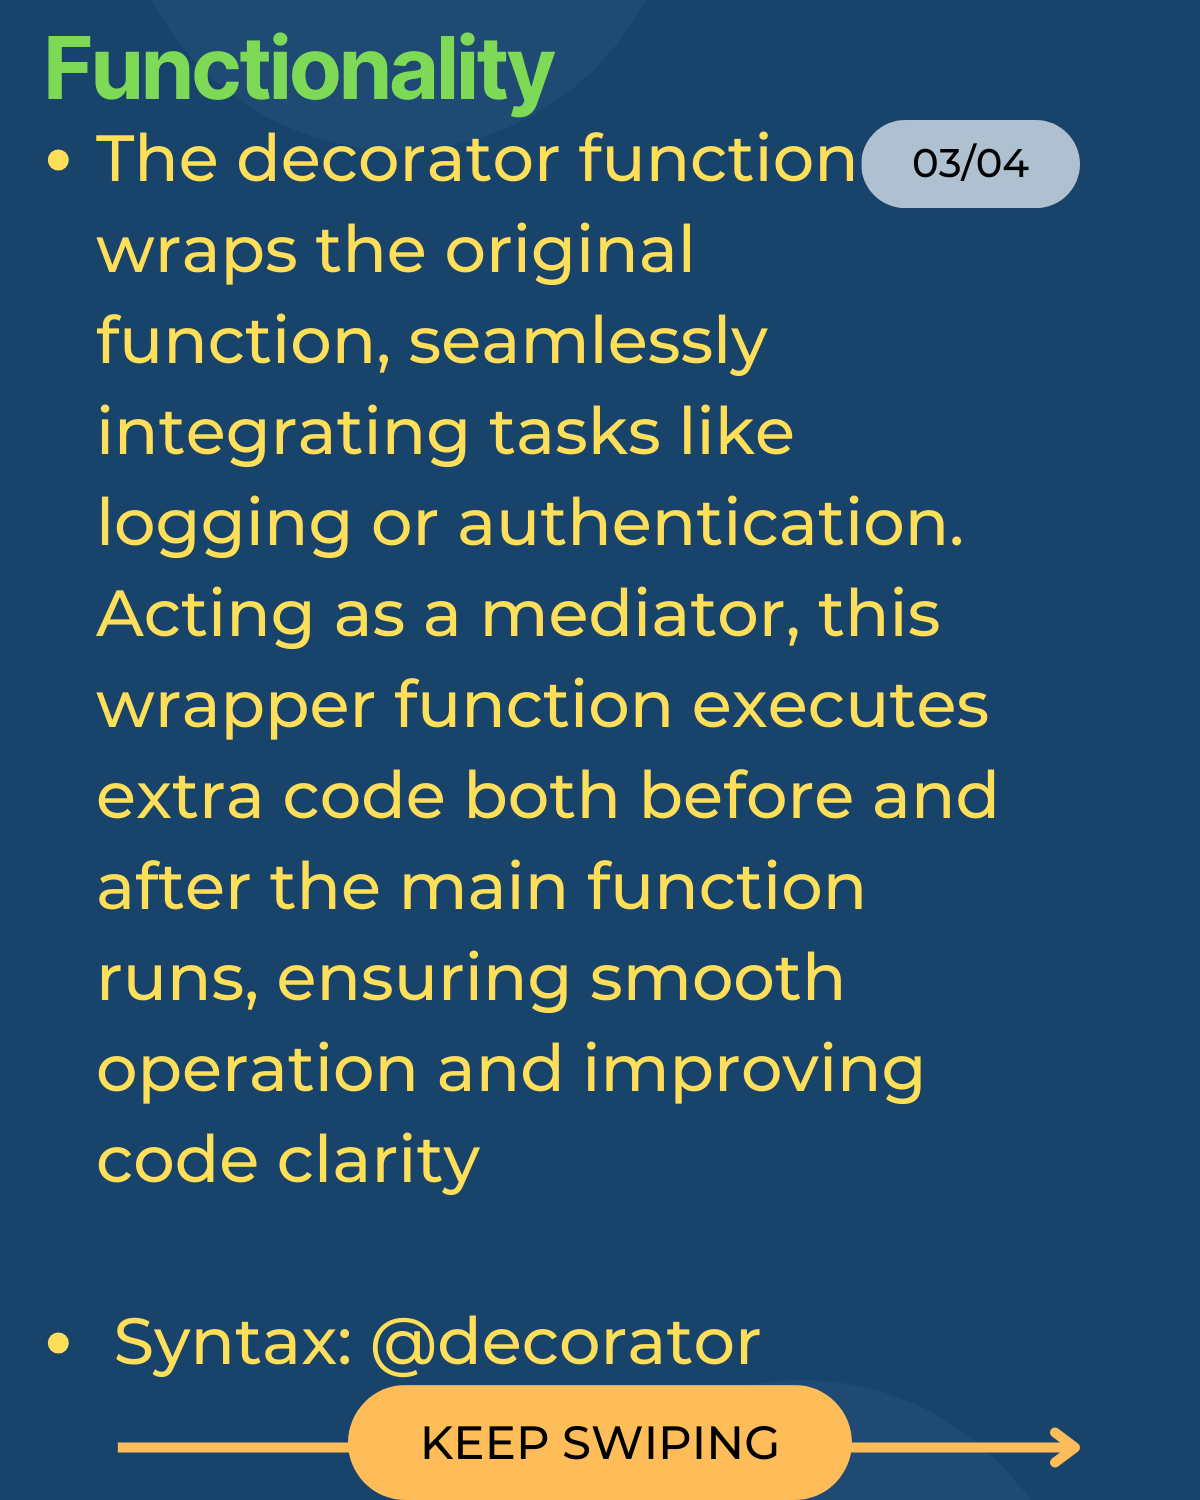 Functionality
• The decorator function
03/04
wraps the original
function, seamlessly
integrating tasks like
logging or authentication.
Acting as a mediator, this
wrapper function executes
extra code both before and
after the main function
runs, ensuring smooth
operation and improving
code clarity
• Syntax: @decorator
KEEP SWIPING